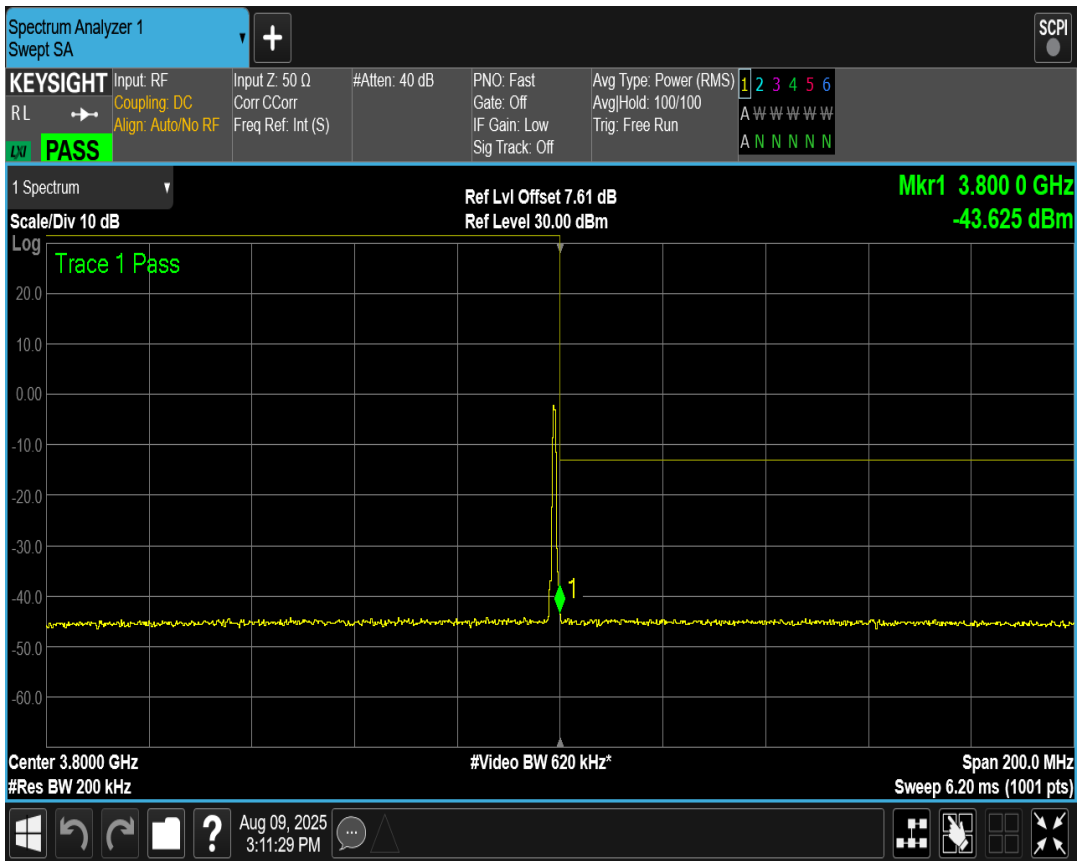 Spectrum Analyzer 1
Swept SA
SCPI
KEYSIGHT
RL
LXI PASS
Input: RF
Coupling: DC
Align: Auto/No RF
Input Z: 50 Ω
Corr CCorr
Freq Ref: Int (S)
#Atten: 40 dB
PNO: Fast
Gate: Off
IF Gain: Low
Sig Track: Off
Avg Type: Power (RMS)
Avg|Hold: 100/100
Trig: Free Run
1 2 3 4 5 6
A W W W W W
A N N N N N
1 Spectrum
Scale/Div 10 dB
Ref Lvl Offset 7.61 dB
Ref Level 30.00 dBm
Mkr1 3.800 0 GHz
-43.625 dBm
Log
Trace 1 Pass
20.0
10.0
0.00
-10.0
-20.0
-30.0
-40.0
-50.0
-60.0
1
Center 3.8000 GHz
#Res BW 200 kHz
#Video BW 620 kHz*
Span 200.0 MHz
Sweep 6.20 ms (1001 pts)
Aug 09, 2025
3:11:29 PM